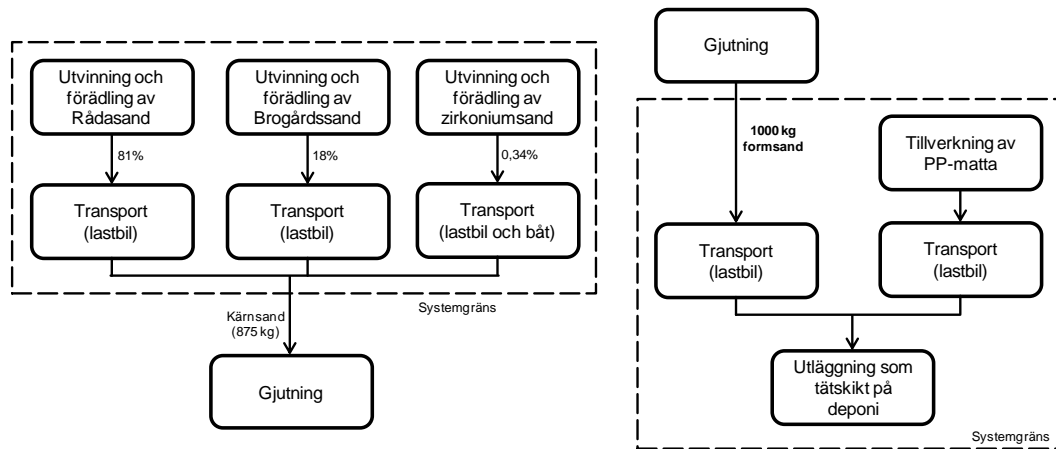 Utvinning och
förädling av
Rådasand
Utvinning och
förädling av
Brogårdssand
Utvinning och
förädling av
zirkoniumsand
81%
18%
0,34%
Transport
(lastbil)
Transport
(lastbil)
Transport
(lastbil och båt)
Systemgräns
Kärnsand
(875 kg)
Gjutning
Gjutning
1000 kg
formsand
Tillverkning av
PP-matta
Transport
(lastbil)
Transport
(lastbil)
Utläggning som
tätskikt på
deponi
Systemgräns